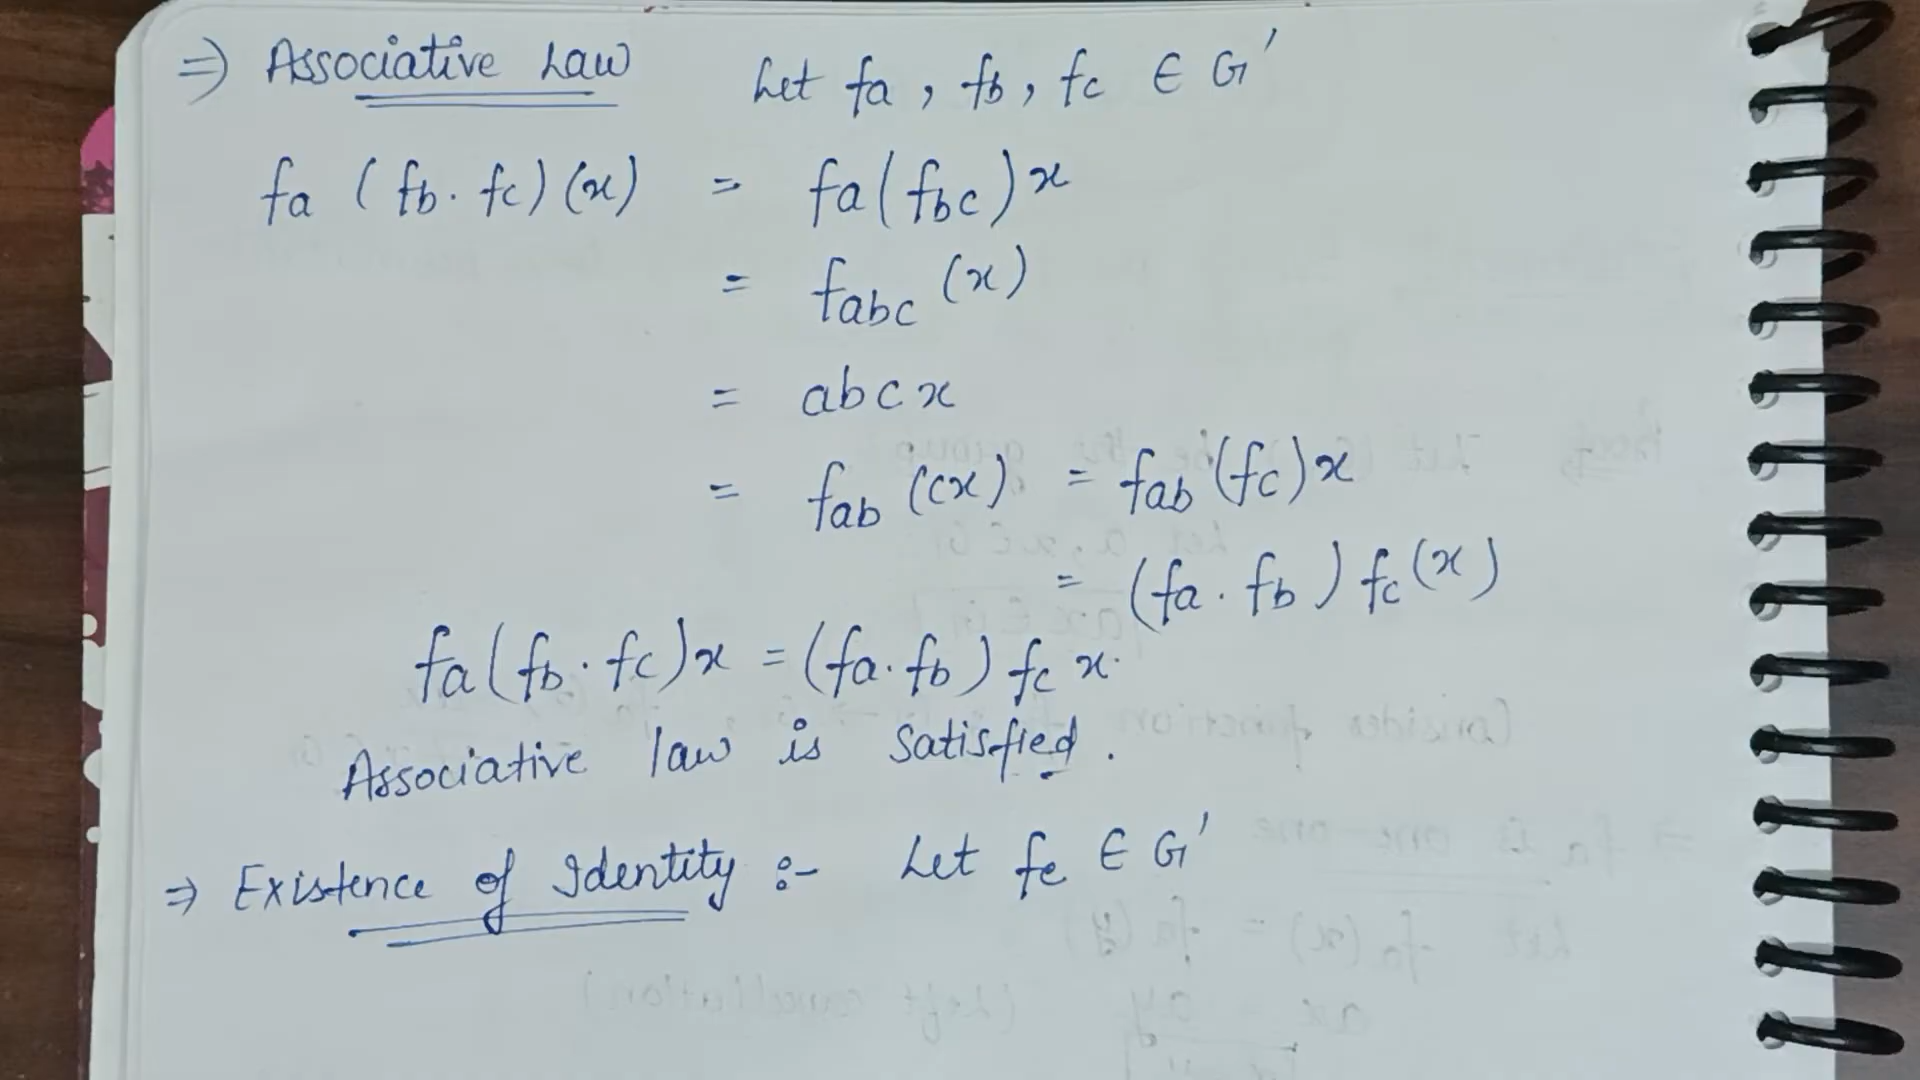 ⇒ Associative Law Let fa, fb, fc ∈ G'
fa (fb . fc) (x) = fa (fbc) x
= fabc (x)
= abcx
= fab (cx) = fab (fc) x
= (fa . fb) fc (x)
fa (fb . fc) x = (fa . fb) fc x.
Associative law is satisfied.
⇒ Existence of Identity :- Let fe ∈ G'